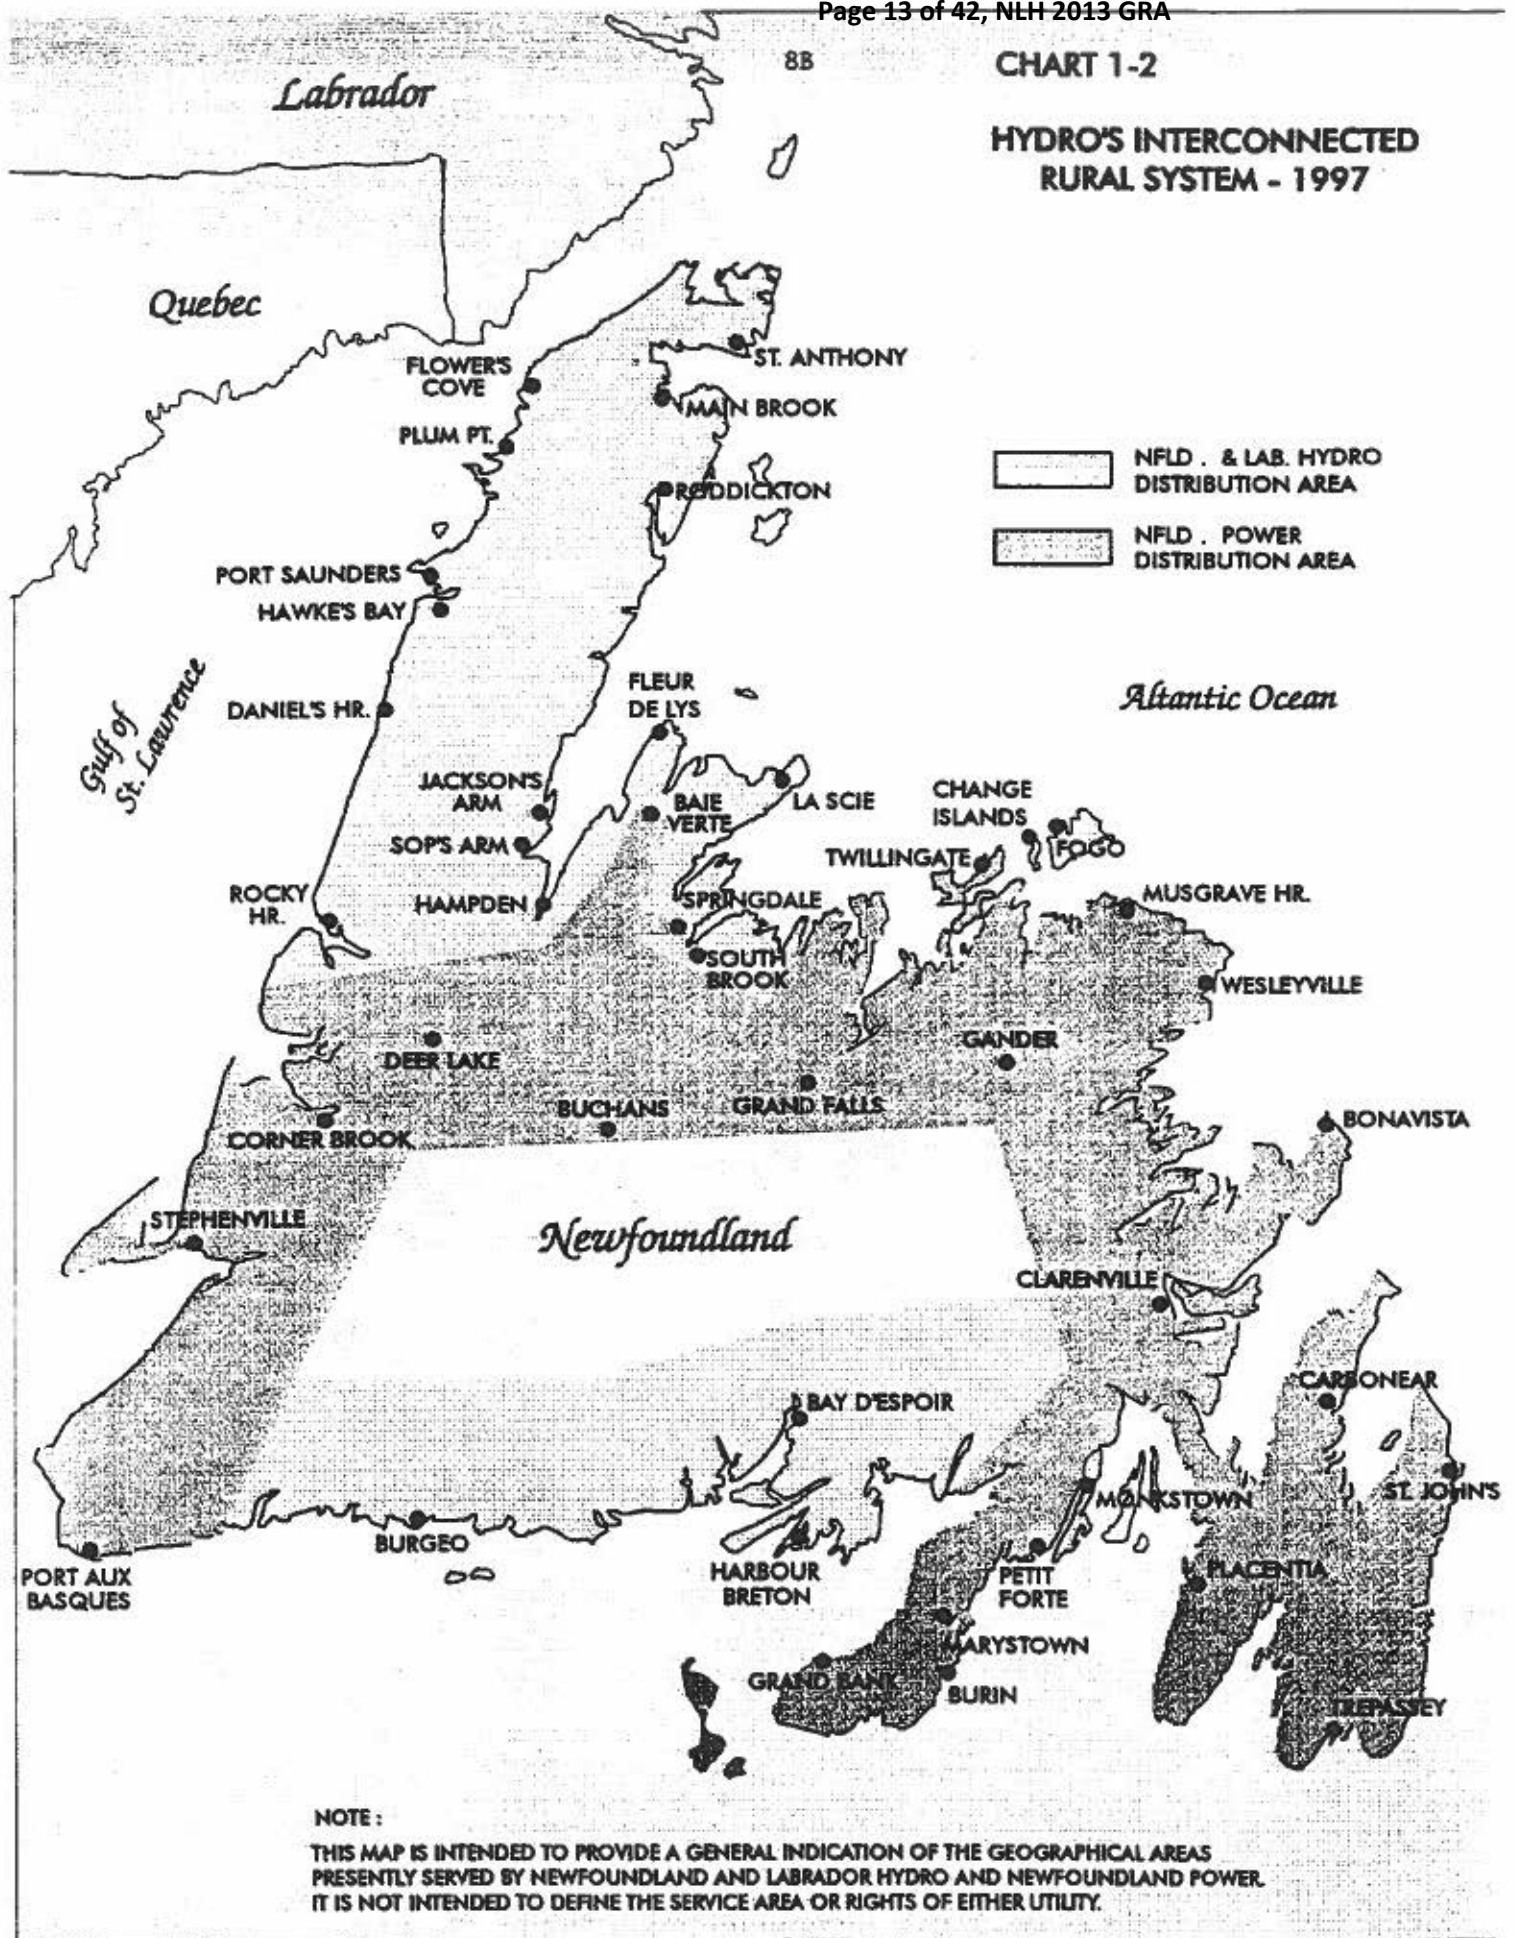 Page 13 of 42, NLH 2013 GRA
8B
CHART 1-2
HYDRO'S INTERCONNECTED
RURAL SYSTEM - 1997
Labrador
Quebec
ST. ANTHONY
FLOWER'S
COVE
MAIN BROOK
PLUM PT.
RODDICKTON
NFLD . & LAB. HYDRO
DISTRIBUTION AREA
NFLD . POWER
DISTRIBUTION AREA
PORT SAUNDERS
HAWKE'S BAY
Gulf of
St. Lawrence
DANIEL'S HR.
FLEUR
DE LYS
Altantic Ocean
JACKSON'S
ARM
BAIE
VERTE
LA SCIE
CHANGE
ISLANDS
FOGO
SOP'S ARM
TWILLINGATE
ROCKY
HR.
HAMPDEN
SPRINGDALE
MUSGRAVE HR.
SOUTH
BROOK
WESLEYVILLE
DEER LAKE
GANDER
BUCHANS
GRAND FALLS
CORNER BROOK
BONAVISTA
STEPHENVILLE
Newfoundland
CLARENVILLE
CARBONEAR
BAY D'ESPOIR
MONKSTOWN
ST. JOHN'S
BURGEO
PORT AUX
BASQUES
HARBOUR
BRETON
PETIT
FORTE
PLACENTIA
MARYSTOWN
GRAND BANK
BURIN
TREPASSEY
NOTE :
THIS MAP IS INTENDED TO PROVIDE A GENERAL INDICATION OF THE GEOGRAPHICAL AREAS
PRESENTLY SERVED BY NEWFOUNDLAND AND LABRADOR HYDRO AND NEWFOUNDLAND POWER.
IT IS NOT INTENDED TO DEFINE THE SERVICE AREA OR RIGHTS OF EITHER UTILITY.